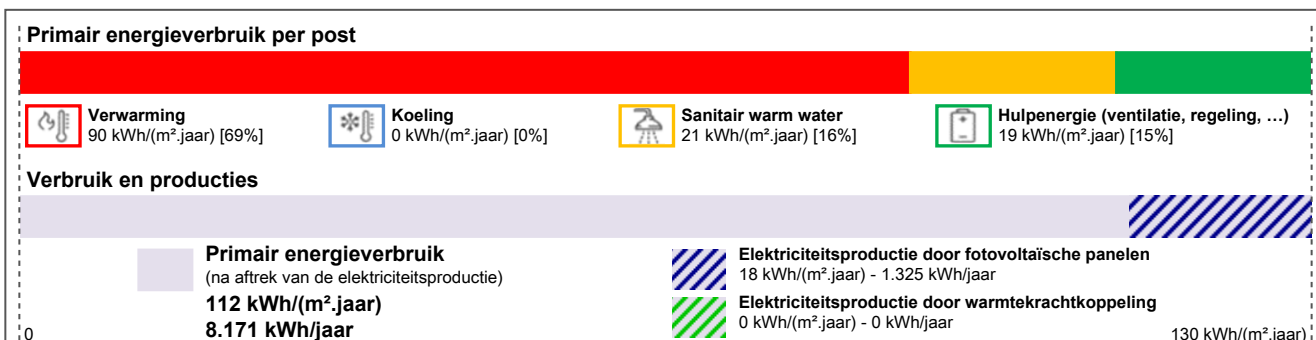 Primair energieverbruik per post
Verwarming
90 kWh/(m².jaar) [69%]
Koeling
0 kWh/(m².jaar) [0%]
Sanitair warm water
21 kWh/(m².jaar) [16%]
Hulpenergie (ventilatie, regeling, …)
19 kWh/(m².jaar) [15%]
Verbruik en producties
Primair energieverbruik
(na aftrek van de elektriciteitsproductie)
112 kWh/(m².jaar)
8.171 kWh/jaar
Elektriciteitsproductie door fotovoltaïsche panelen
18 kWh/(m².jaar) - 1.325 kWh/jaar
Elektriciteitsproductie door warmtekrachtkoppeling
0 kWh/(m².jaar) - 0 kWh/jaar
0
130 kWh/(m².jaar)